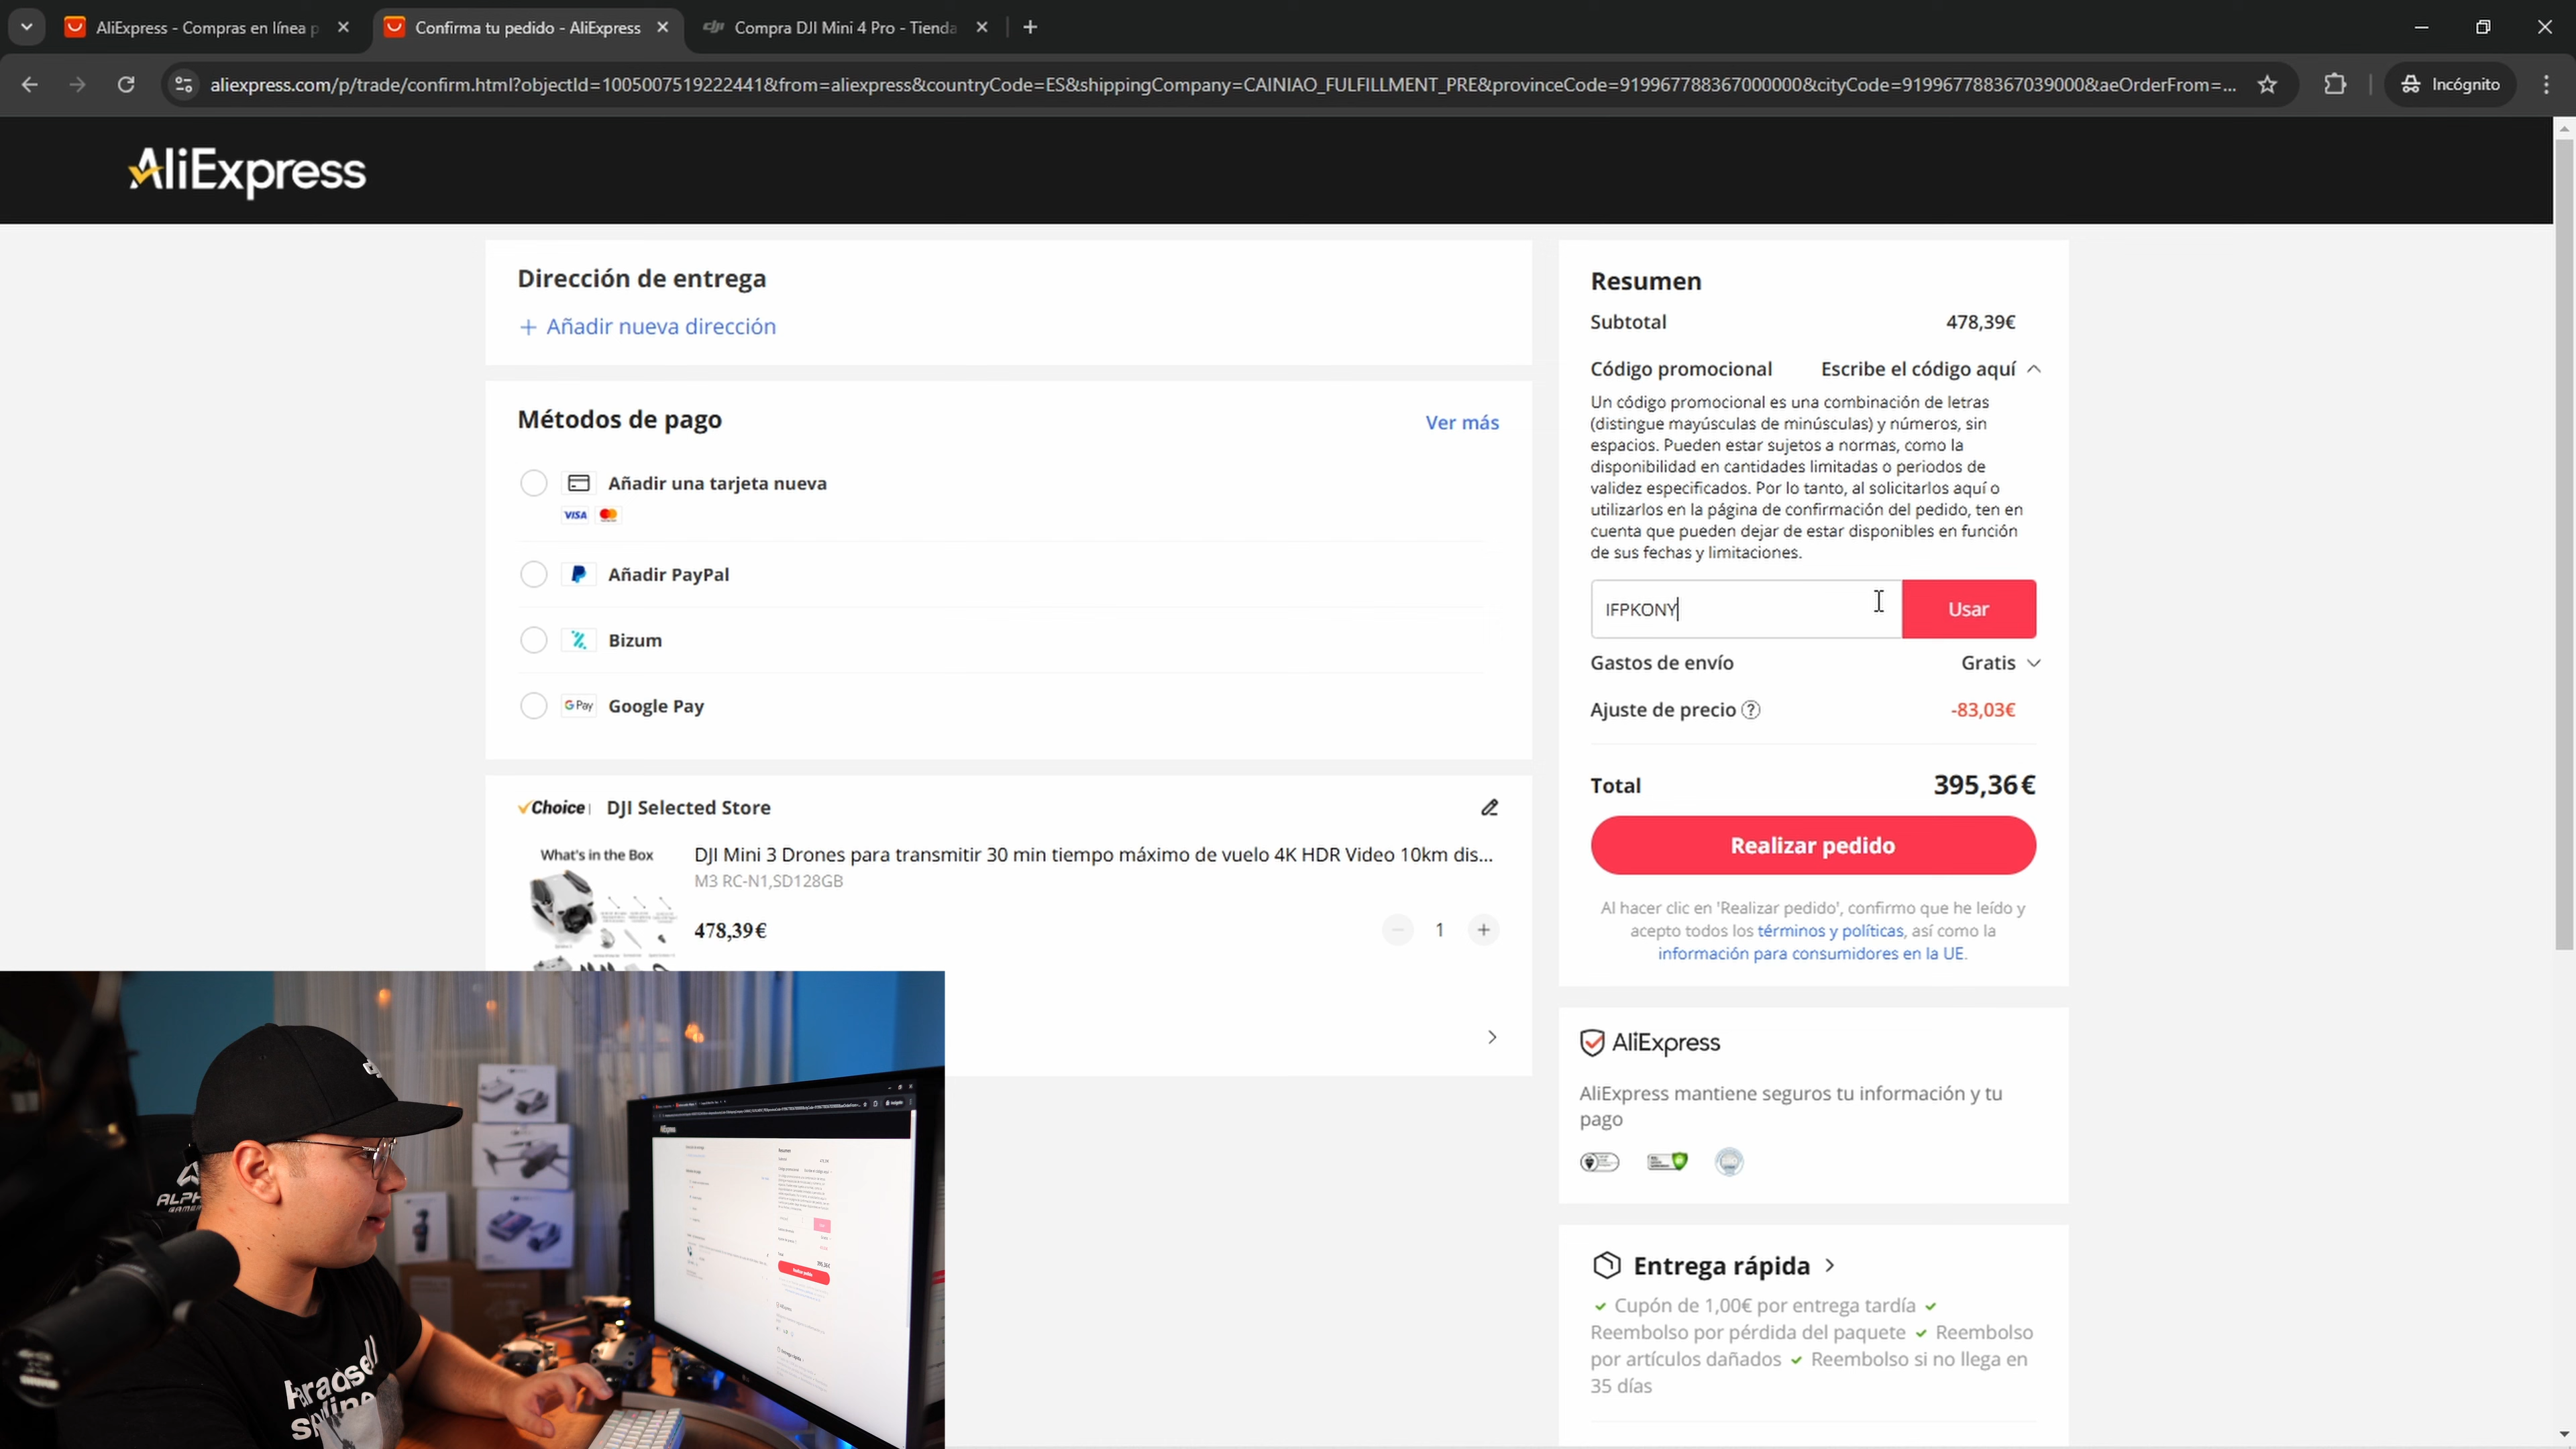 AliExpress - Compras en línea p
Confirma tu pedido - AliExpress
Compra DJI Mini 4 Pro - Tienda
aliexpress.com/p/trade/confirm.html?objectId=1005007519222441&from=aliexpress&countryCode=ES&shippingCompany=CAINIAO_FULFILLMENT_PRE&provinceCode=919967788367000000&cityCode=919967788367039000&aeOrderFrom=...
Incógnito
AliExpress
Dirección de entrega
+ Añadir nueva dirección
Métodos de pago
Ver más
Añadir una tarjeta nueva
VISA
Añadir PayPal
Bizum
G Pay Google Pay
Choice DJI Selected Store
What's in the Box
DJI Mini 3 Drones para transmitir 30 min tiempo máximo de vuelo 4K HDR Video 10km dis...
M3 RC-N1,SD128GB
478,39€
1
Resumen
Subtotal 478,39€
Código promocional Escribe el código aquí
Un código promocional es una combinación de letras
(distingue mayúsculas de minúsculas) y números, sin
espacios. Pueden estar sujetos a normas, como la
disponibilidad en cantidades limitadas o periodos de
validez especificados. Por lo tanto, al solicitarlos aquí o
utilizarlos en la página de confirmación del pedido, ten en
cuenta que pueden dejar de estar disponibles en función
de sus fechas y limitaciones.
IFPKONY
Usar
Gastos de envío Gratis
Ajuste de precio -83,03€
Total 395,36€
Realizar pedido
Al hacer clic en 'Realizar pedido', confirmo que he leído y
acepto todos los términos y políticas, así como la
información para consumidores en la UE.
AliExpress
AliExpress mantiene seguros tu información y tu
pago
Entrega rápida
Cupón de 1,00€ por entrega tardía
Reembolso por pérdida del paquete Reembolso
por artículos dañados Reembolso si no llega en
35 días